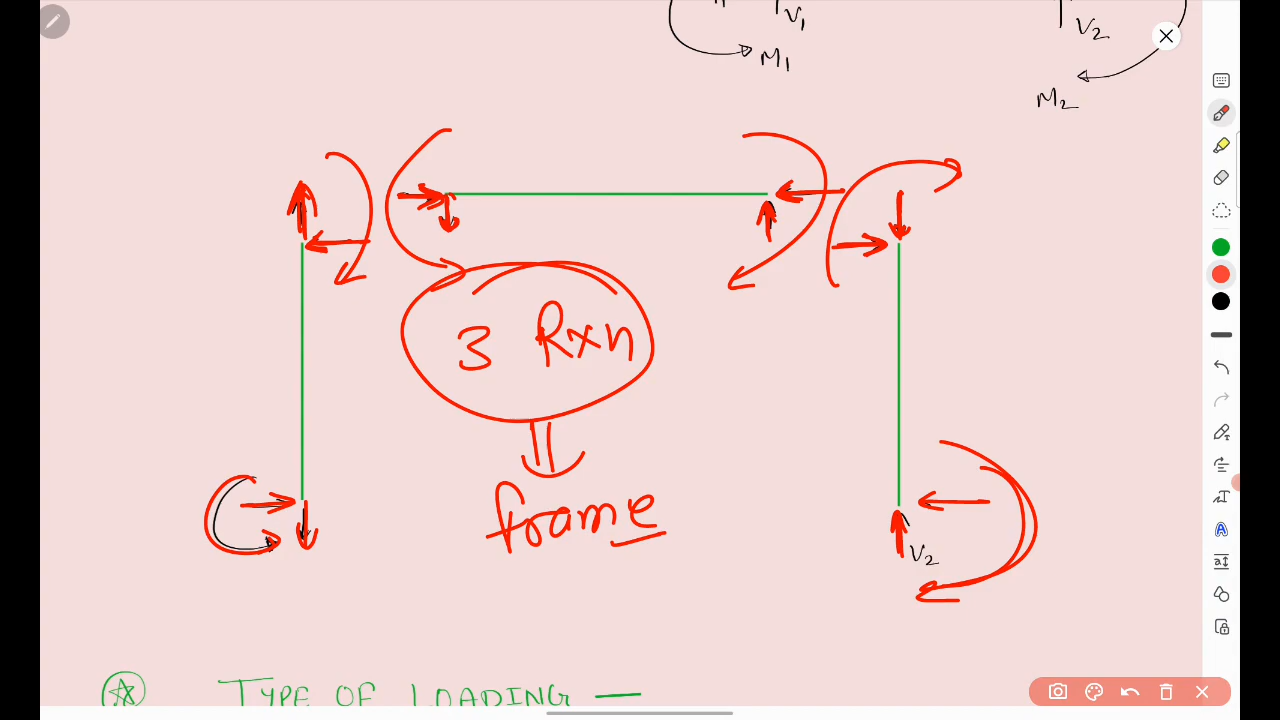 V1
V2
M1
M2
3 Rxn
frame
V2
TYPE OF LOADING —